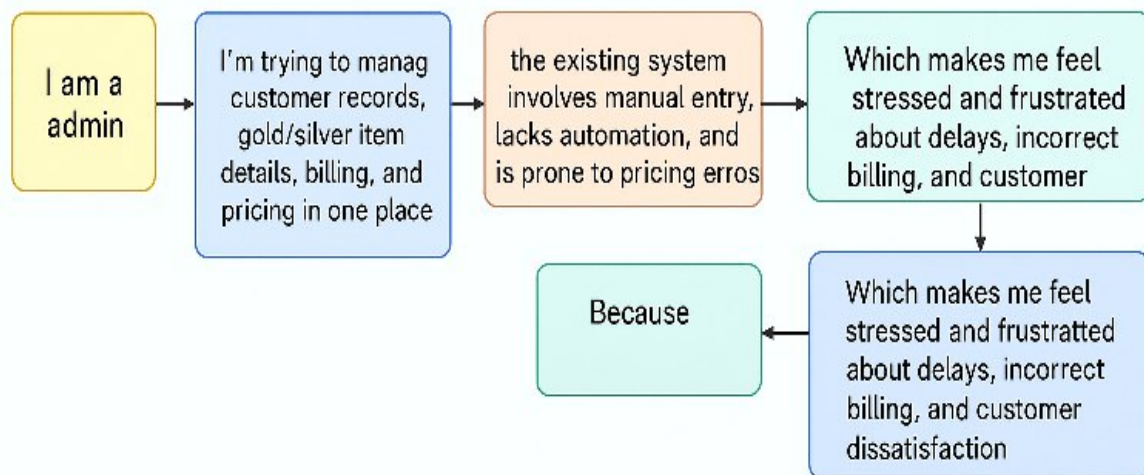 I am a
admin
I'm trying to manag
customer records,
gold/silver item
details, billing, and
pricing in one place
the existing system
involves manual entry,
lacks automation, and
is prone to pricing erros
Which makes me feel
stressed and frustrated
about delays, incorrect
billing, and customer
Which makes me feel
stressed and frustratted
about delays, incorrect
billing, and customer
dissatisfaction
Because